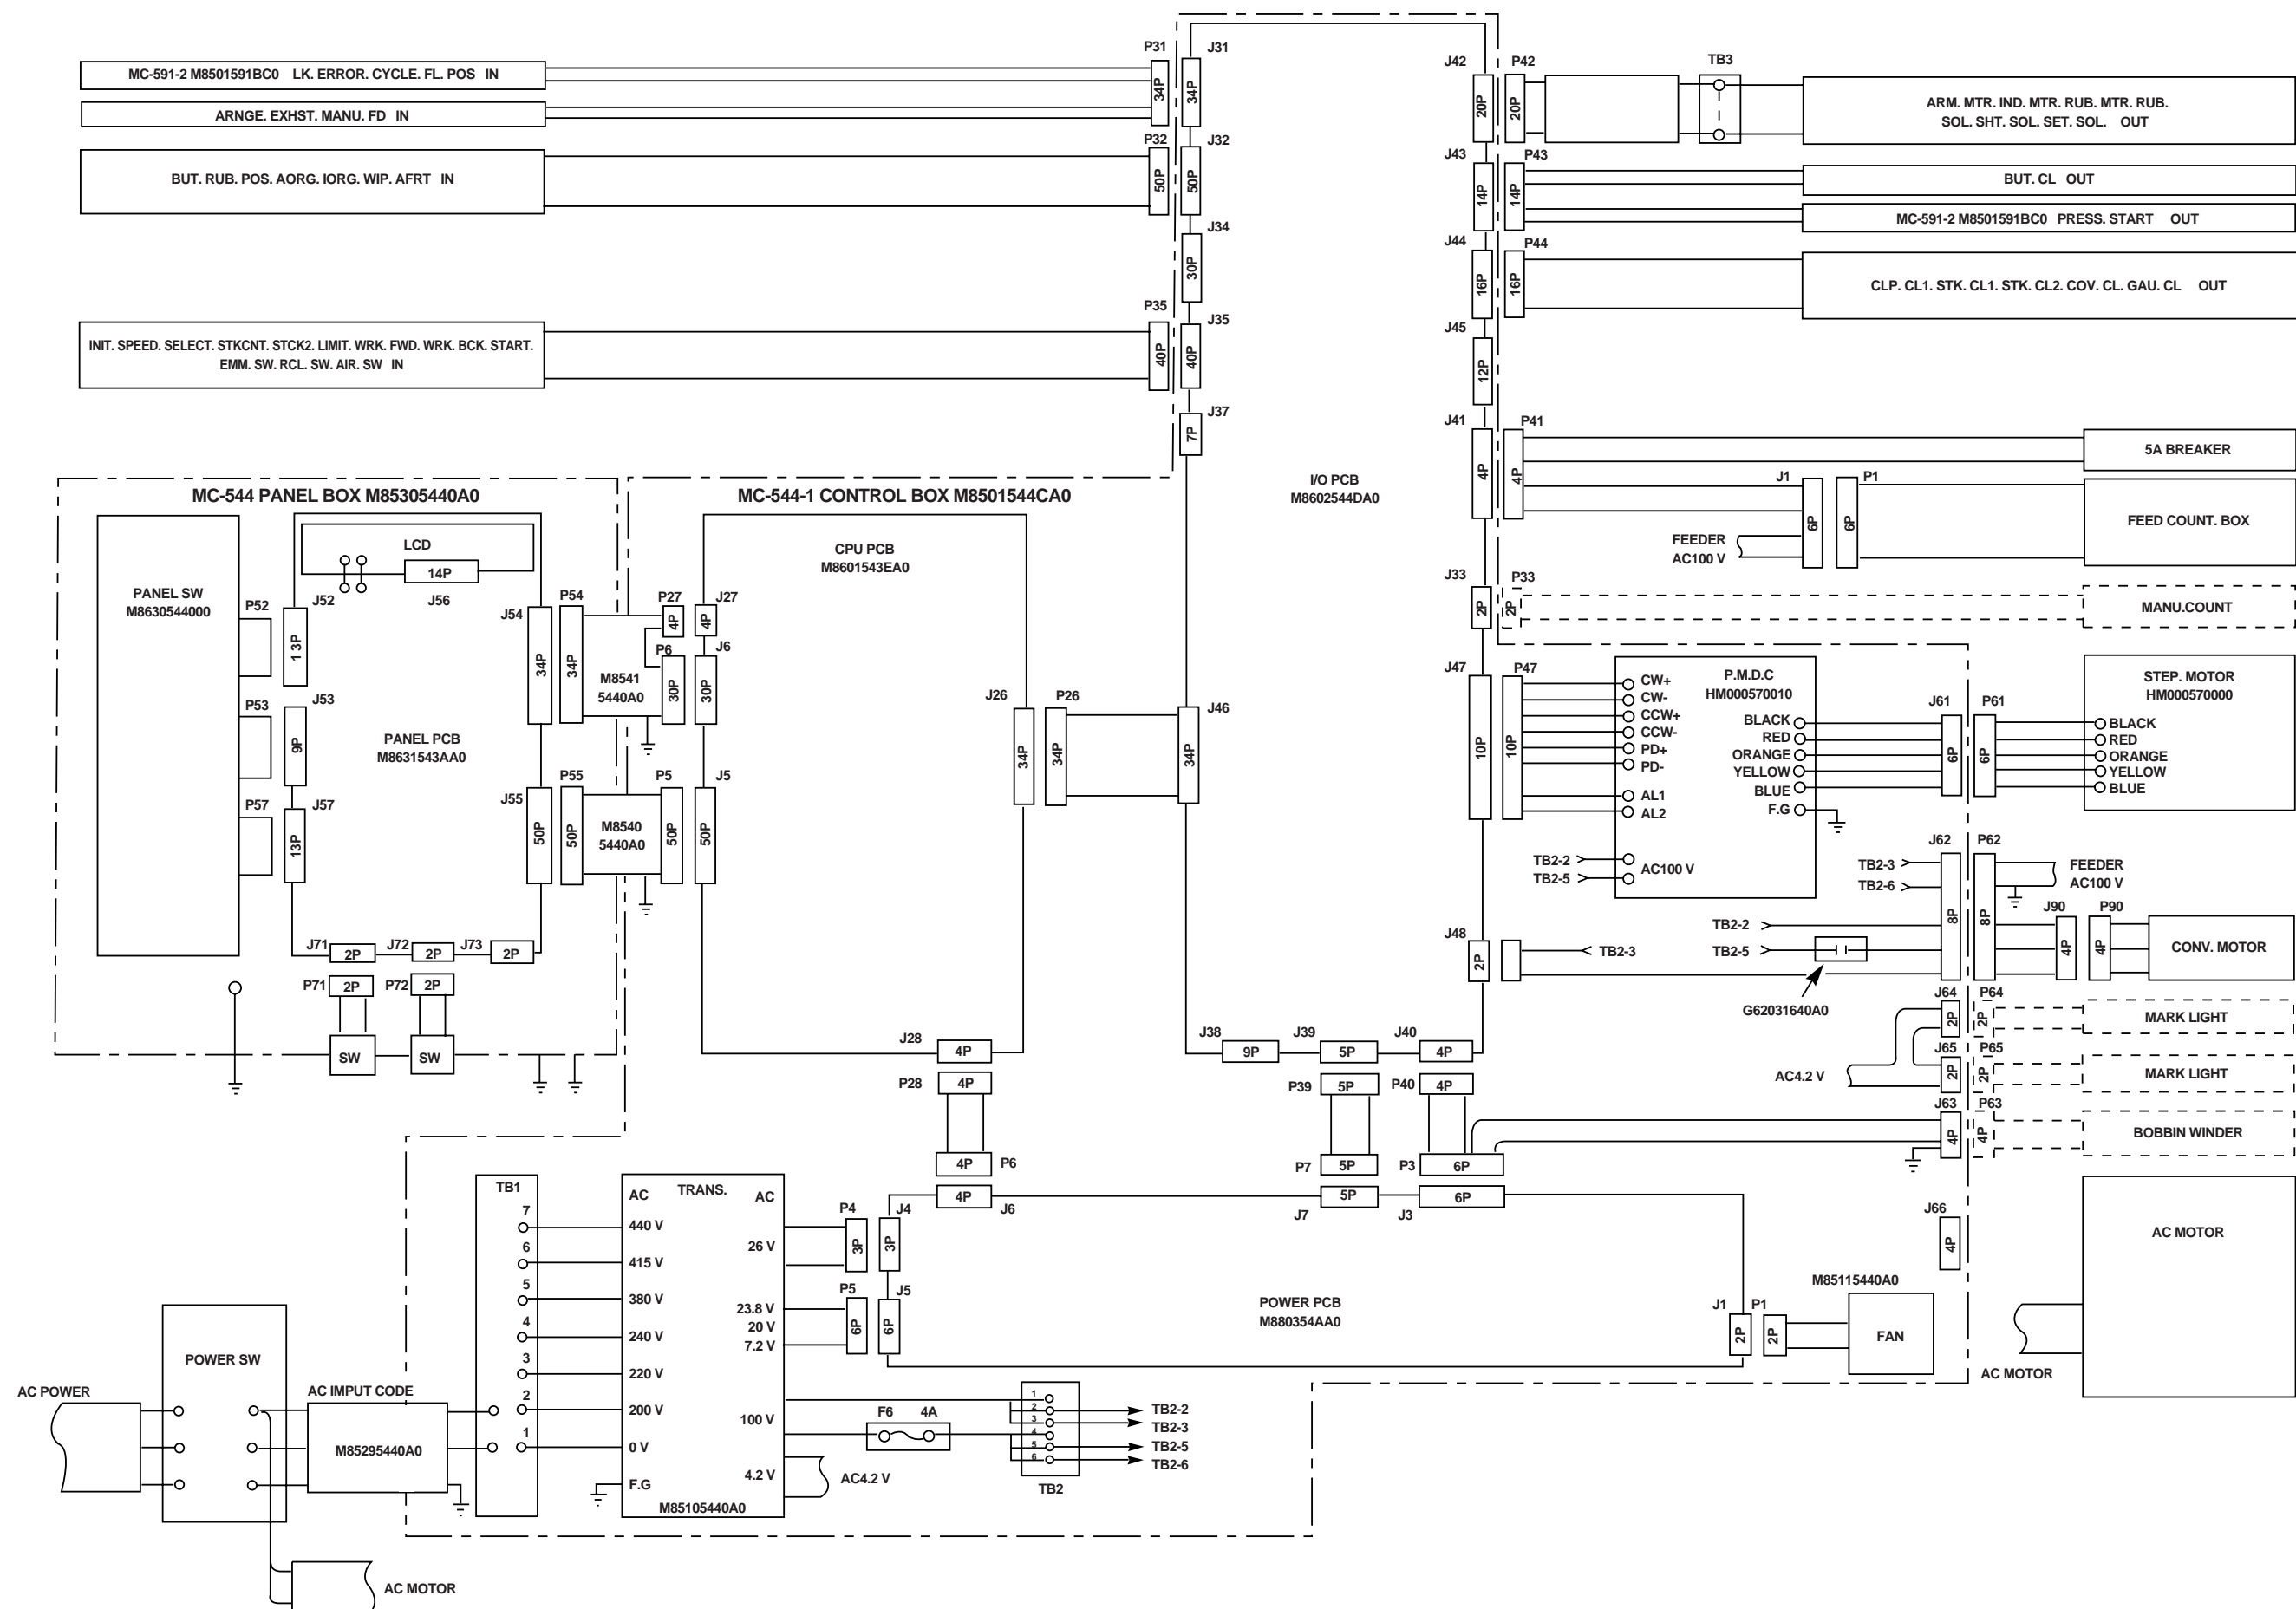 P31
J31
MC-591-2 M8501591BC0 LK. ERROR. CYCLE. FL. POS IN
34P
34P
ARNGE. EXHST. MANU. FD IN
P32
J32
BUT. RUB. POS. AORG. IORG. WIP. AFRT IN
50P
50P
J34
30P
P35
J35
INIT. SPEED. SELECT. STKCNT. STCK2. LIMIT. WRK. FWD. WRK. BCK. START.
EMM. SW. RCL. SW. AIR. SW IN
40P
40P
J37
7P
I/O PCB
M8602544DA0
J42
P42
TB3
20P
20P
ARM. MTR. IND. MTR. RUB. MTR. RUB.
SOL. SHT. SOL. SET. SOL. OUT
J43
P43
14P
14P
BUT. CL OUT
MC-591-2 M8501591BC0 PRESS. START OUT
J44
P44
16P
16P
CLP. CL1. STK. CL1. STK. CL2. COV. CL. GAU. CL OUT
J45
12P
J41
P41
4P
4P
5A BREAKER
J1
P1
6P
6P
FEED COUNT. BOX
FEEDER
AC100 V
J33
P33
2P
2P
MANU.COUNT
MC-544 PANEL BOX M85305440A0
MC-544-1 CONTROL BOX M8501544CA0
PANEL SW
M8630544000
LCD
14P
J56
P52
J52
1 3P
P53
J53
9P
P57
J57
13P
PANEL PCB
M8631543AA0
J54
P54
34P
34P
J55
P55
50P
50P
M8541
5440A0
M8540
5440A0
P27
J27
4P
4P
P6
J6
30P
30P
P5
J5
50P
50P
CPU PCB
M8601543EA0
J26
P26
34P
34P
J46
34P
J71
2P
J72
2P
J73
2P
P71
2P
P72
2P
SW
SW
J28
4P
P28
4P
4P
P6
4P
J6
J47
P47
10P
10P
P.M.D.C
HM000570010
CW+
CW-
CCW+
CCW-
PD+
PD-
AL1
AL2
AC100 V
TB2-2
TB2-5
BLACK
RED
ORANGE
YELLOW
BLUE
F.G
J61
P61
6P
6P
STEP. MOTOR
HM000570000
BLACK
RED
ORANGE
YELLOW
BLUE
J62
P62
TB2-3
TB2-6
8P
8P
FEEDER
AC100 V
TB2-2
TB2-5
G62031640A0
J90
P90
4P
4P
CONV. MOTOR
J48
2P
TB2-3
J64
P64
2P
2P
MARK LIGHT
J65
P65
2P
2P
MARK LIGHT
AC4.2 V
J63
P63
4P
4P
BOBBIN WINDER
J38
9P
J39
5P
J40
4P
P39
5P
P40
4P
P7
5P
P3
6P
5P
J7
6P
J3
J66
4P
AC MOTOR
AC MOTOR
M85115440A0
FAN
J1
P1
2P
2P
POWER PCB
M880354AA0
P4
J4
3P
3P
P5
J5
6P
6P
TB1
7
6
5
4
3
2
1
TRANS.
AC
440 V
415 V
380 V
240 V
220 V
200 V
0 V
F.G
AC
26 V
23.8 V
20 V
7.2 V
100 V
4.2 V
M85105440A0
AC4.2 V
F6
4A
1
2
3
4
5
6
TB2
TB2-2
TB2-3
TB2-5
TB2-6
POWER SW
AC POWER
AC IMPUT CODE
M85295440A0
AC MOTOR